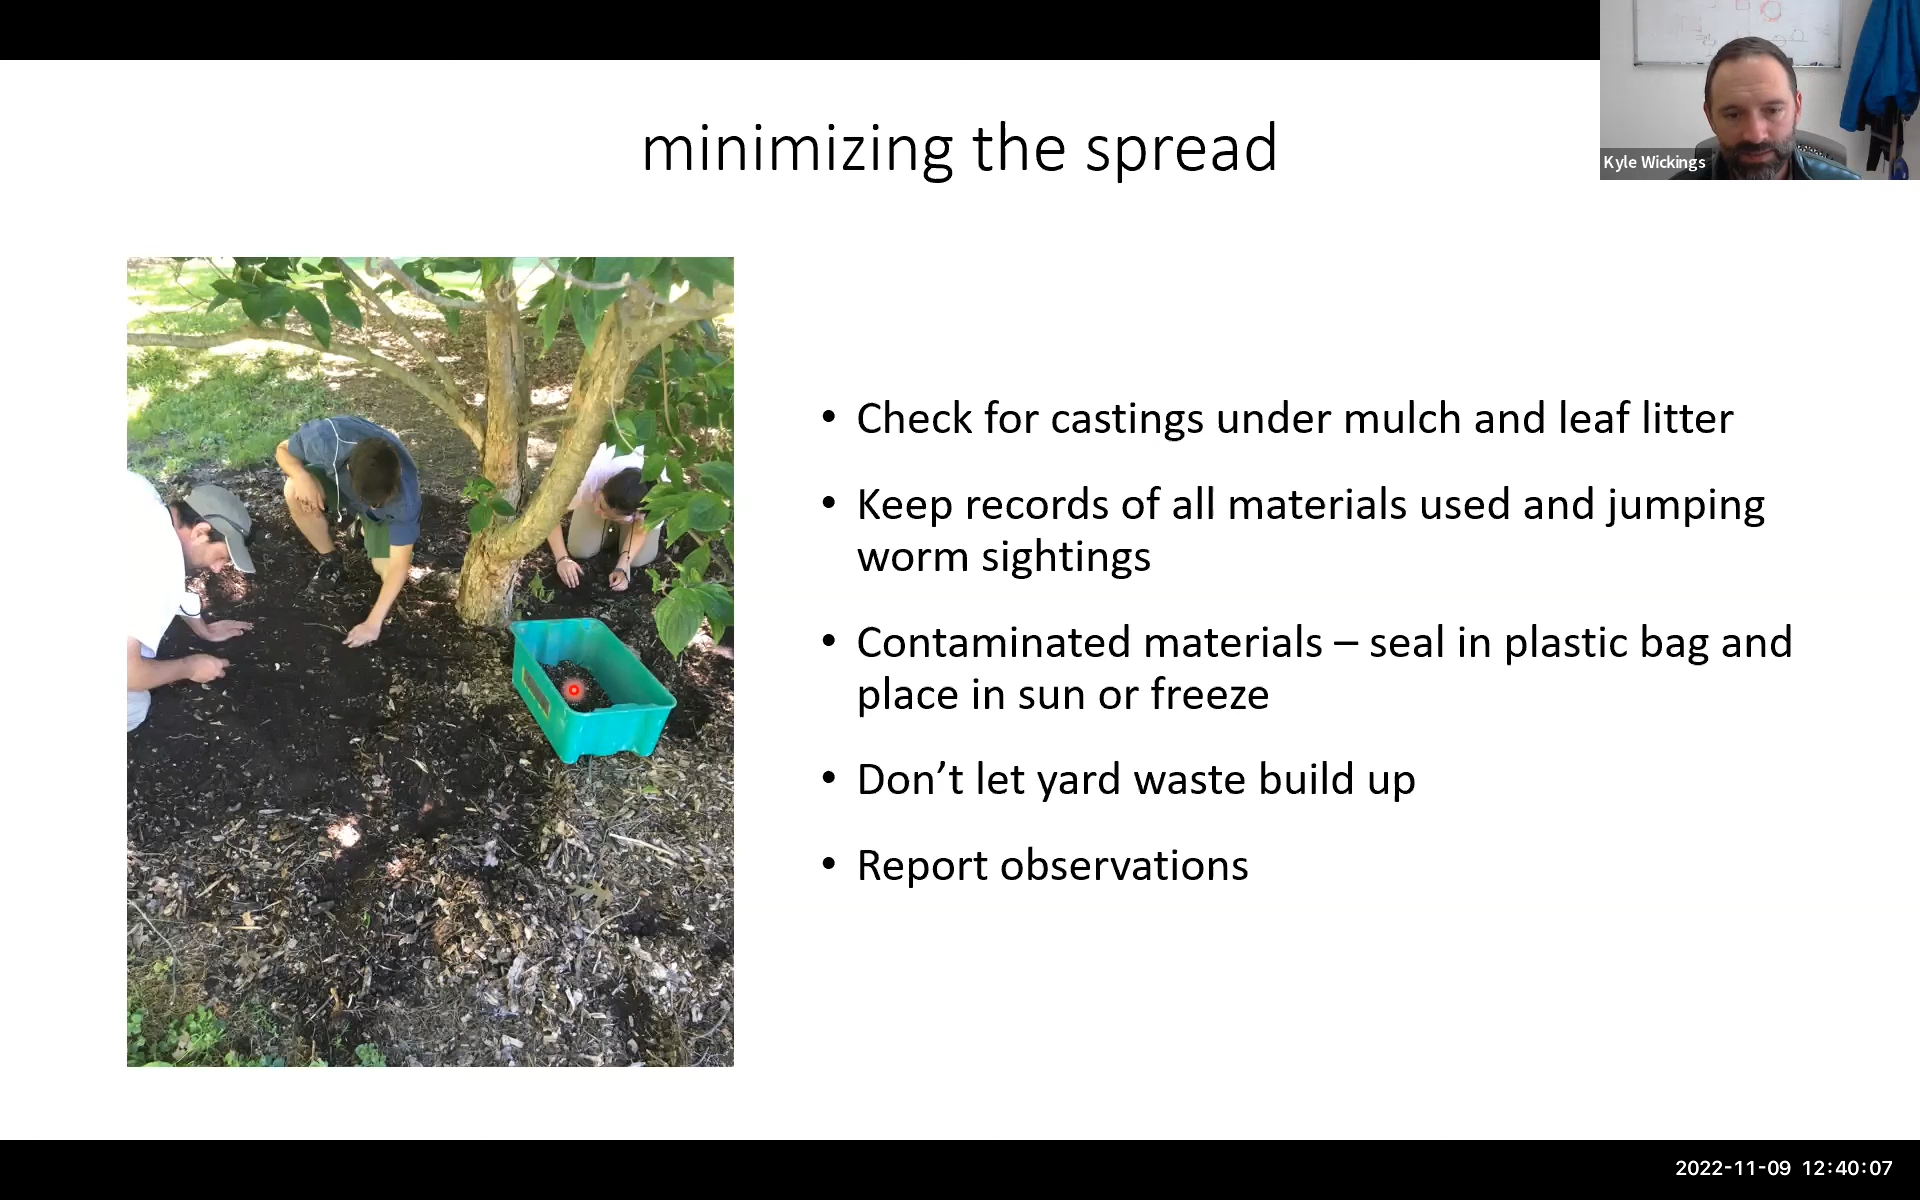 minimizing the spread
Kyle Wickings
• Check for castings under mulch and leaf litter
• Keep records of all materials used and jumping
worm sightings
• Contaminated materials – seal in plastic bag and
place in sun or freeze
• Don’t let yard waste build up
• Report observations
2022-11-09 12:40:07